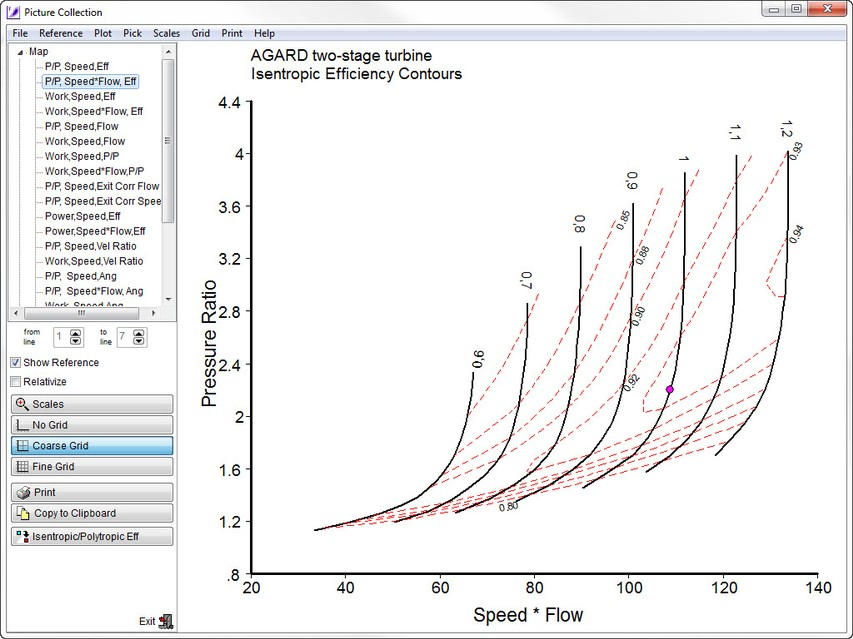 Picture Collection
File Reference Plot Pick Scales Grid Print Help
Map
P/P, Speed,Eff
P/P, Speed*Flow, Eff
Work,Speed,Eff
Work,Speed*Flow, Eff
P/P, Speed,Flow
Work,Speed,Flow
Work,Speed,P/P
Work,Speed*Flow,P/P
P/P, Speed,Exit Corr Flow
P/P, Speed,Exit Corr Spee
Power,Speed,Eff
Power,Speed*Flow,Eff
P/P, Speed,Vel Ratio
Work,Speed,Vel Ratio
P/P, Speed,Ang
P/P, Speed*Flow, Ang
Work, Speed,Ang
from line 1 to line 7
Show Reference
Relativize
Scales
No Grid
Coarse Grid
Fine Grid
Print
Copy to Clipboard
Isentropic/Polytropic Eff
Exit
AGARD two-stage turbine
Isentropic Efficiency Contours
Pressure Ratio
4.4
4
3.6
3.2
2.8
2.4
2
1.6
1.2
.8
20 40 60 80 100 120 140
Speed * Flow
0,6
0,7
0,8
0,9
1
1,1
1,2
0.93
0.94
0.85
0.88
0.90
0.92
0.80